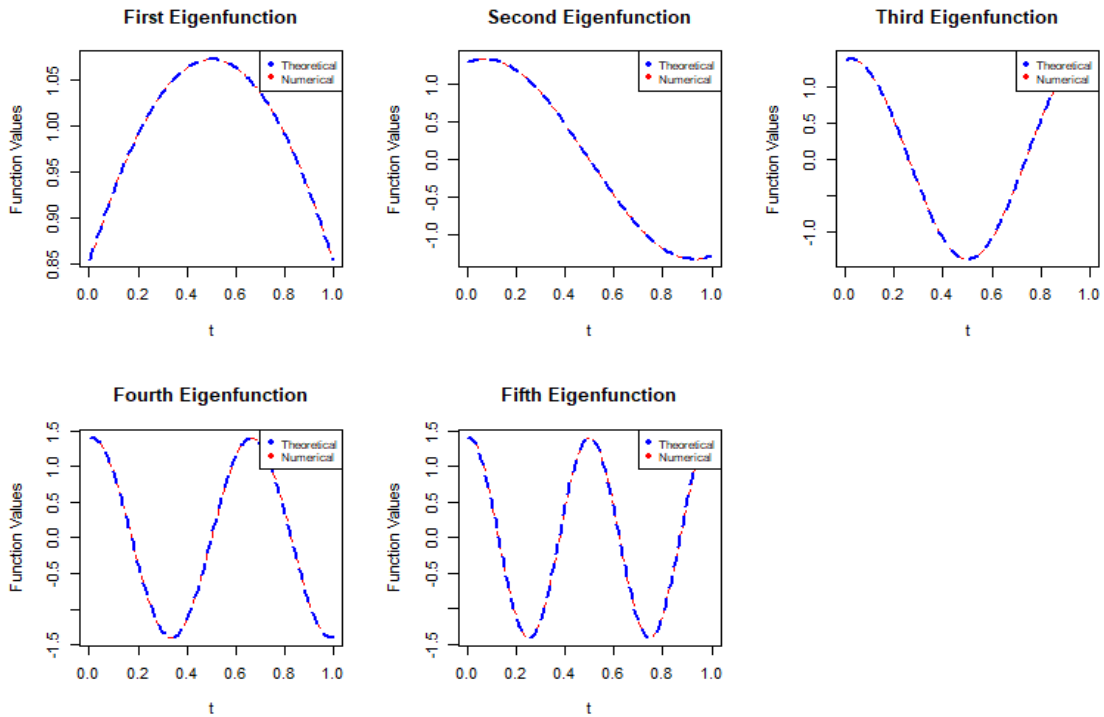 First Eigenfunction
Function Values
0.85 0.90 0.95 1.00 1.05
Theoretical
Numerical
0.0 0.2 0.4 0.6 0.8 1.0
t
Second Eigenfunction
Function Values
-1.0 -0.5 0.0 0.5 1.0
Theoretical
Numerical
0.0 0.2 0.4 0.6 0.8 1.0
t
Third Eigenfunction
Function Values
-1.0 0.0 0.5 1.0
Theoretical
Numerical
0.0 0.2 0.4 0.6 0.8 1.0
t
Fourth Eigenfunction
Function Values
-1.5 -0.5 0.0 0.5 1.0 1.5
Theoretical
Numerical
0.0 0.2 0.4 0.6 0.8 1.0
t
Fifth Eigenfunction
Function Values
-1.5 -0.5 0.0 0.5 1.0 1.5
Theoretical
Numerical
0.0 0.2 0.4 0.6 0.8 1.0
t